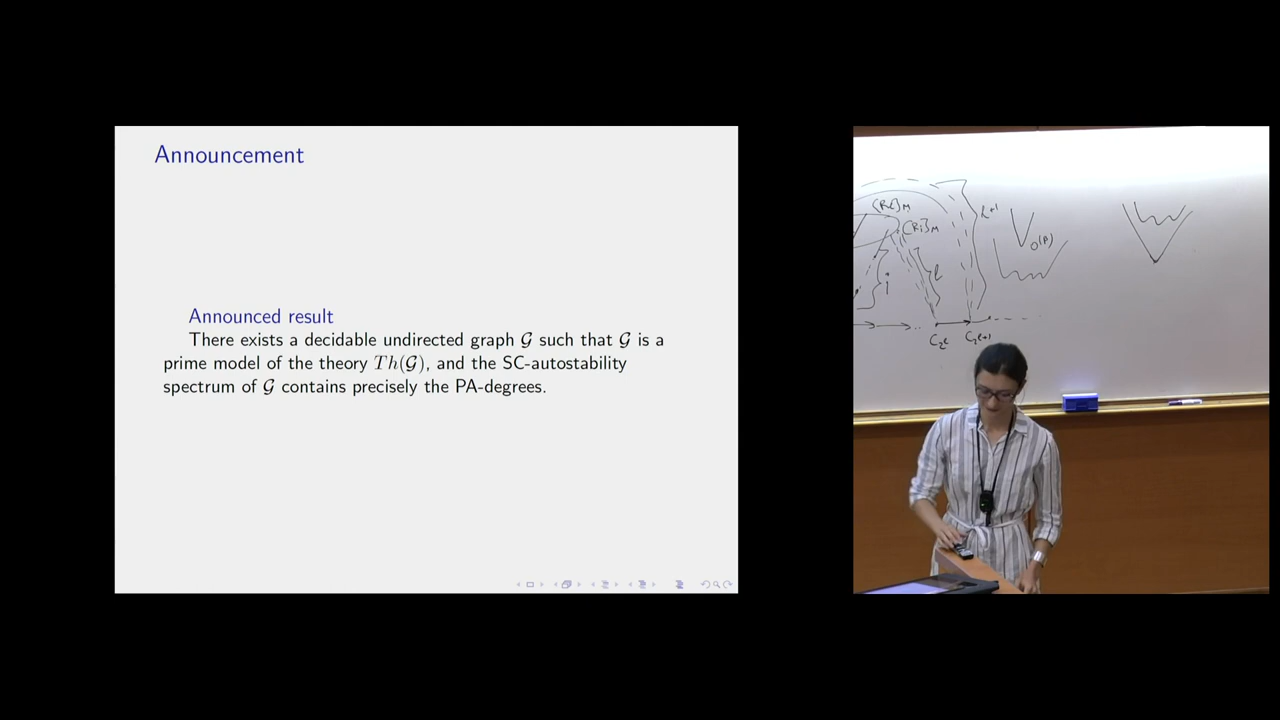 Announcement
Announced result
There exists a decidable undirected graph 𝒢 such that 𝒢 is a
prime model of the theory Th(𝒢), and the SC-autostability
spectrum of 𝒢 contains precisely the PA-degrees.